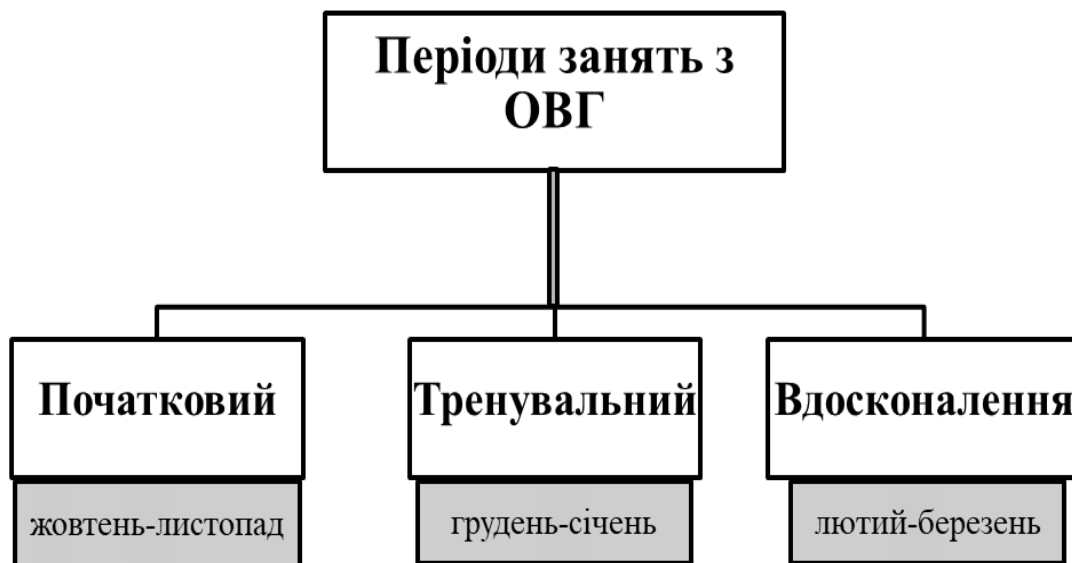 Періоди занять з
ОВГ
Початковий
Тренувальний
Вдосконалення
жовтень-листопад
грудень-січень
лютий-березень